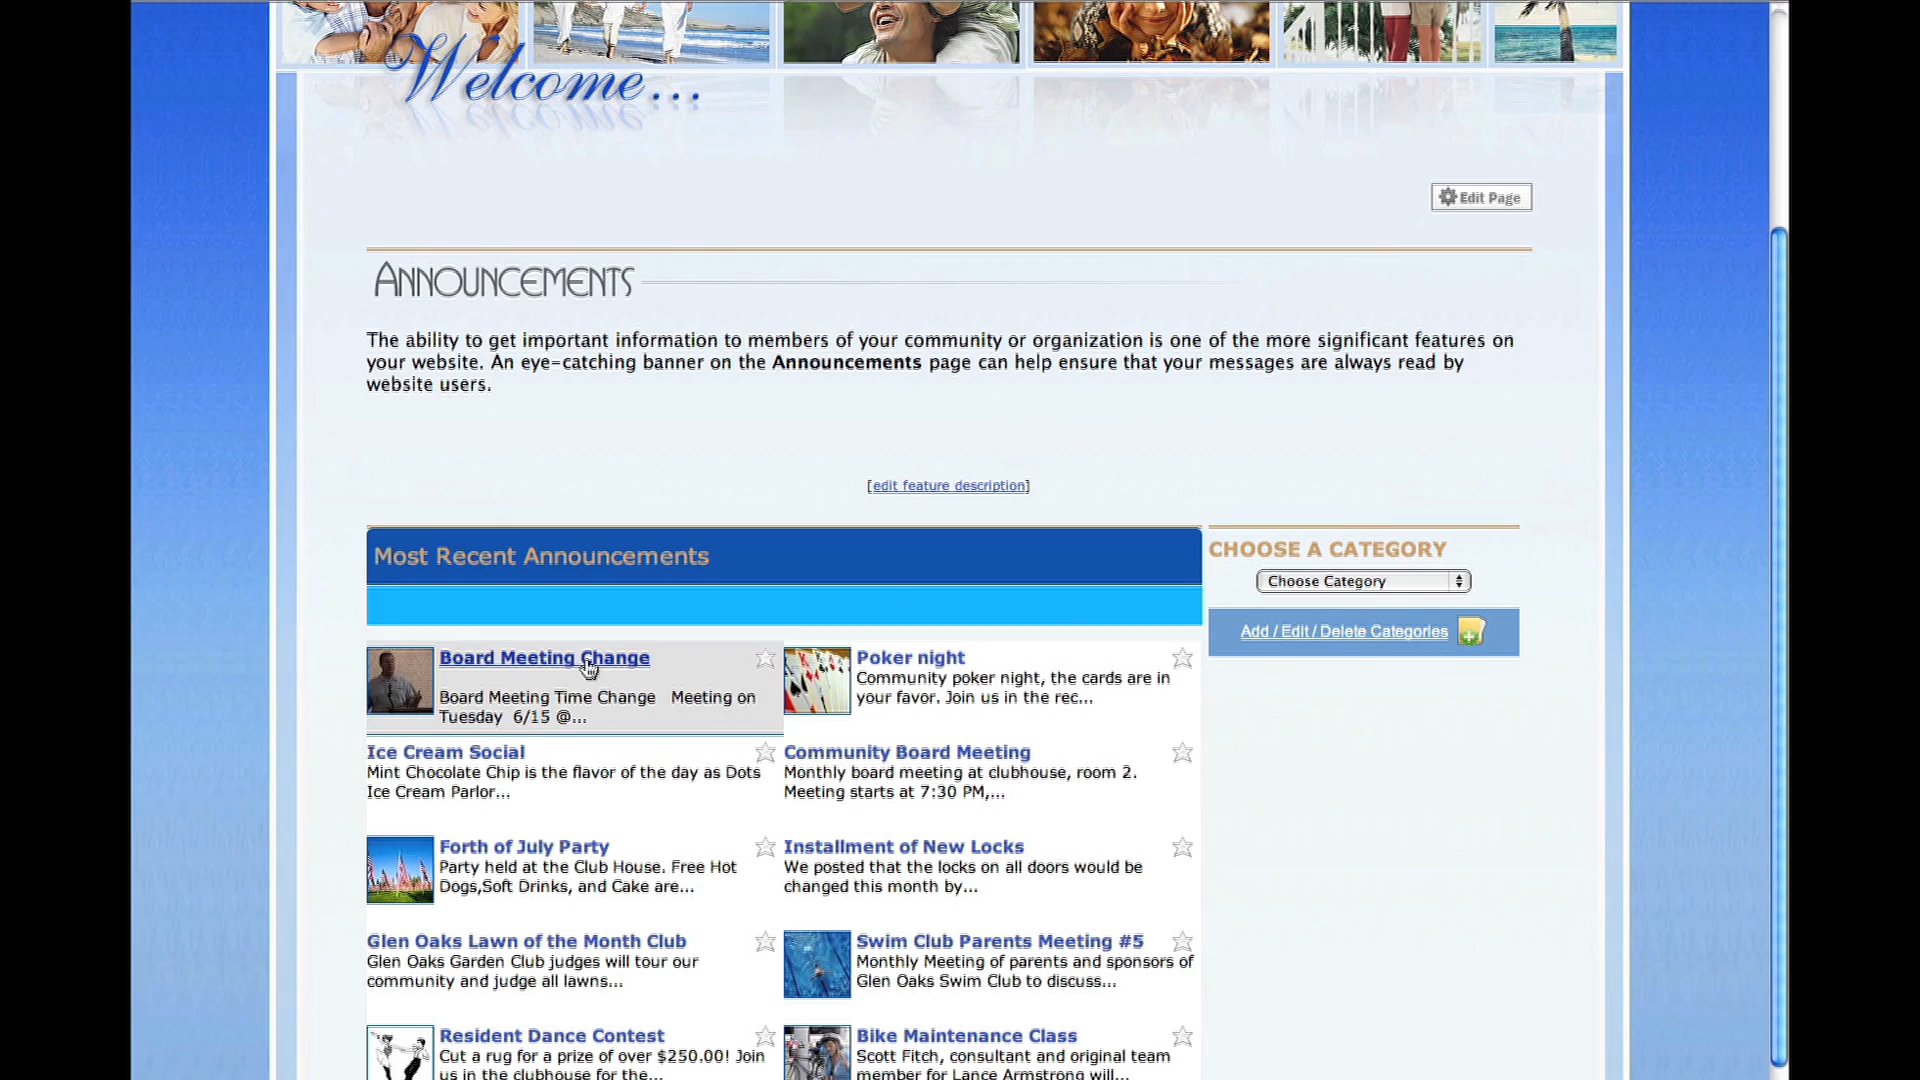 Welcome...
Edit Page
ANNOUNCEMENTS
The ability to get important information to members of your community or organization is one of the more significant features on
your website. An eye-catching banner on the Announcements page can help ensure that your messages are always read by
website users.
[edit feature description]
Most Recent Announcements
CHOOSE A CATEGORY
Choose Category
Add / Edit / Delete Categories
Board Meeting Change
Board Meeting Time Change   Meeting on
Tuesday  6/15 @...
Poker night
Community poker night, the cards are in
your favor. Join us in the rec...
Ice Cream Social
Mint Chocolate Chip is the flavor of the day as Dots
Ice Cream Parlor...
Community Board Meeting
Monthly board meeting at clubhouse, room 2.
Meeting starts at 7:30 PM,...
Forth of July Party
Party held at the Club House. Free Hot
Dogs,Soft Drinks, and Cake are...
Installment of New Locks
We posted that the locks on all doors would be
changed this month by...
Glen Oaks Lawn of the Month Club
Glen Oaks Garden Club judges will tour our
community and judge all lawns...
Swim Club Parents Meeting #5
Monthly Meeting of parents and sponsors of
Glen Oaks Swim Club to discuss...
Resident Dance Contest
Cut a rug for a prize of over $250.00! Join
us in the clubhouse for the...
Bike Maintenance Class
Scott Fitch, consultant and original team
member for Lance Armstrong will...